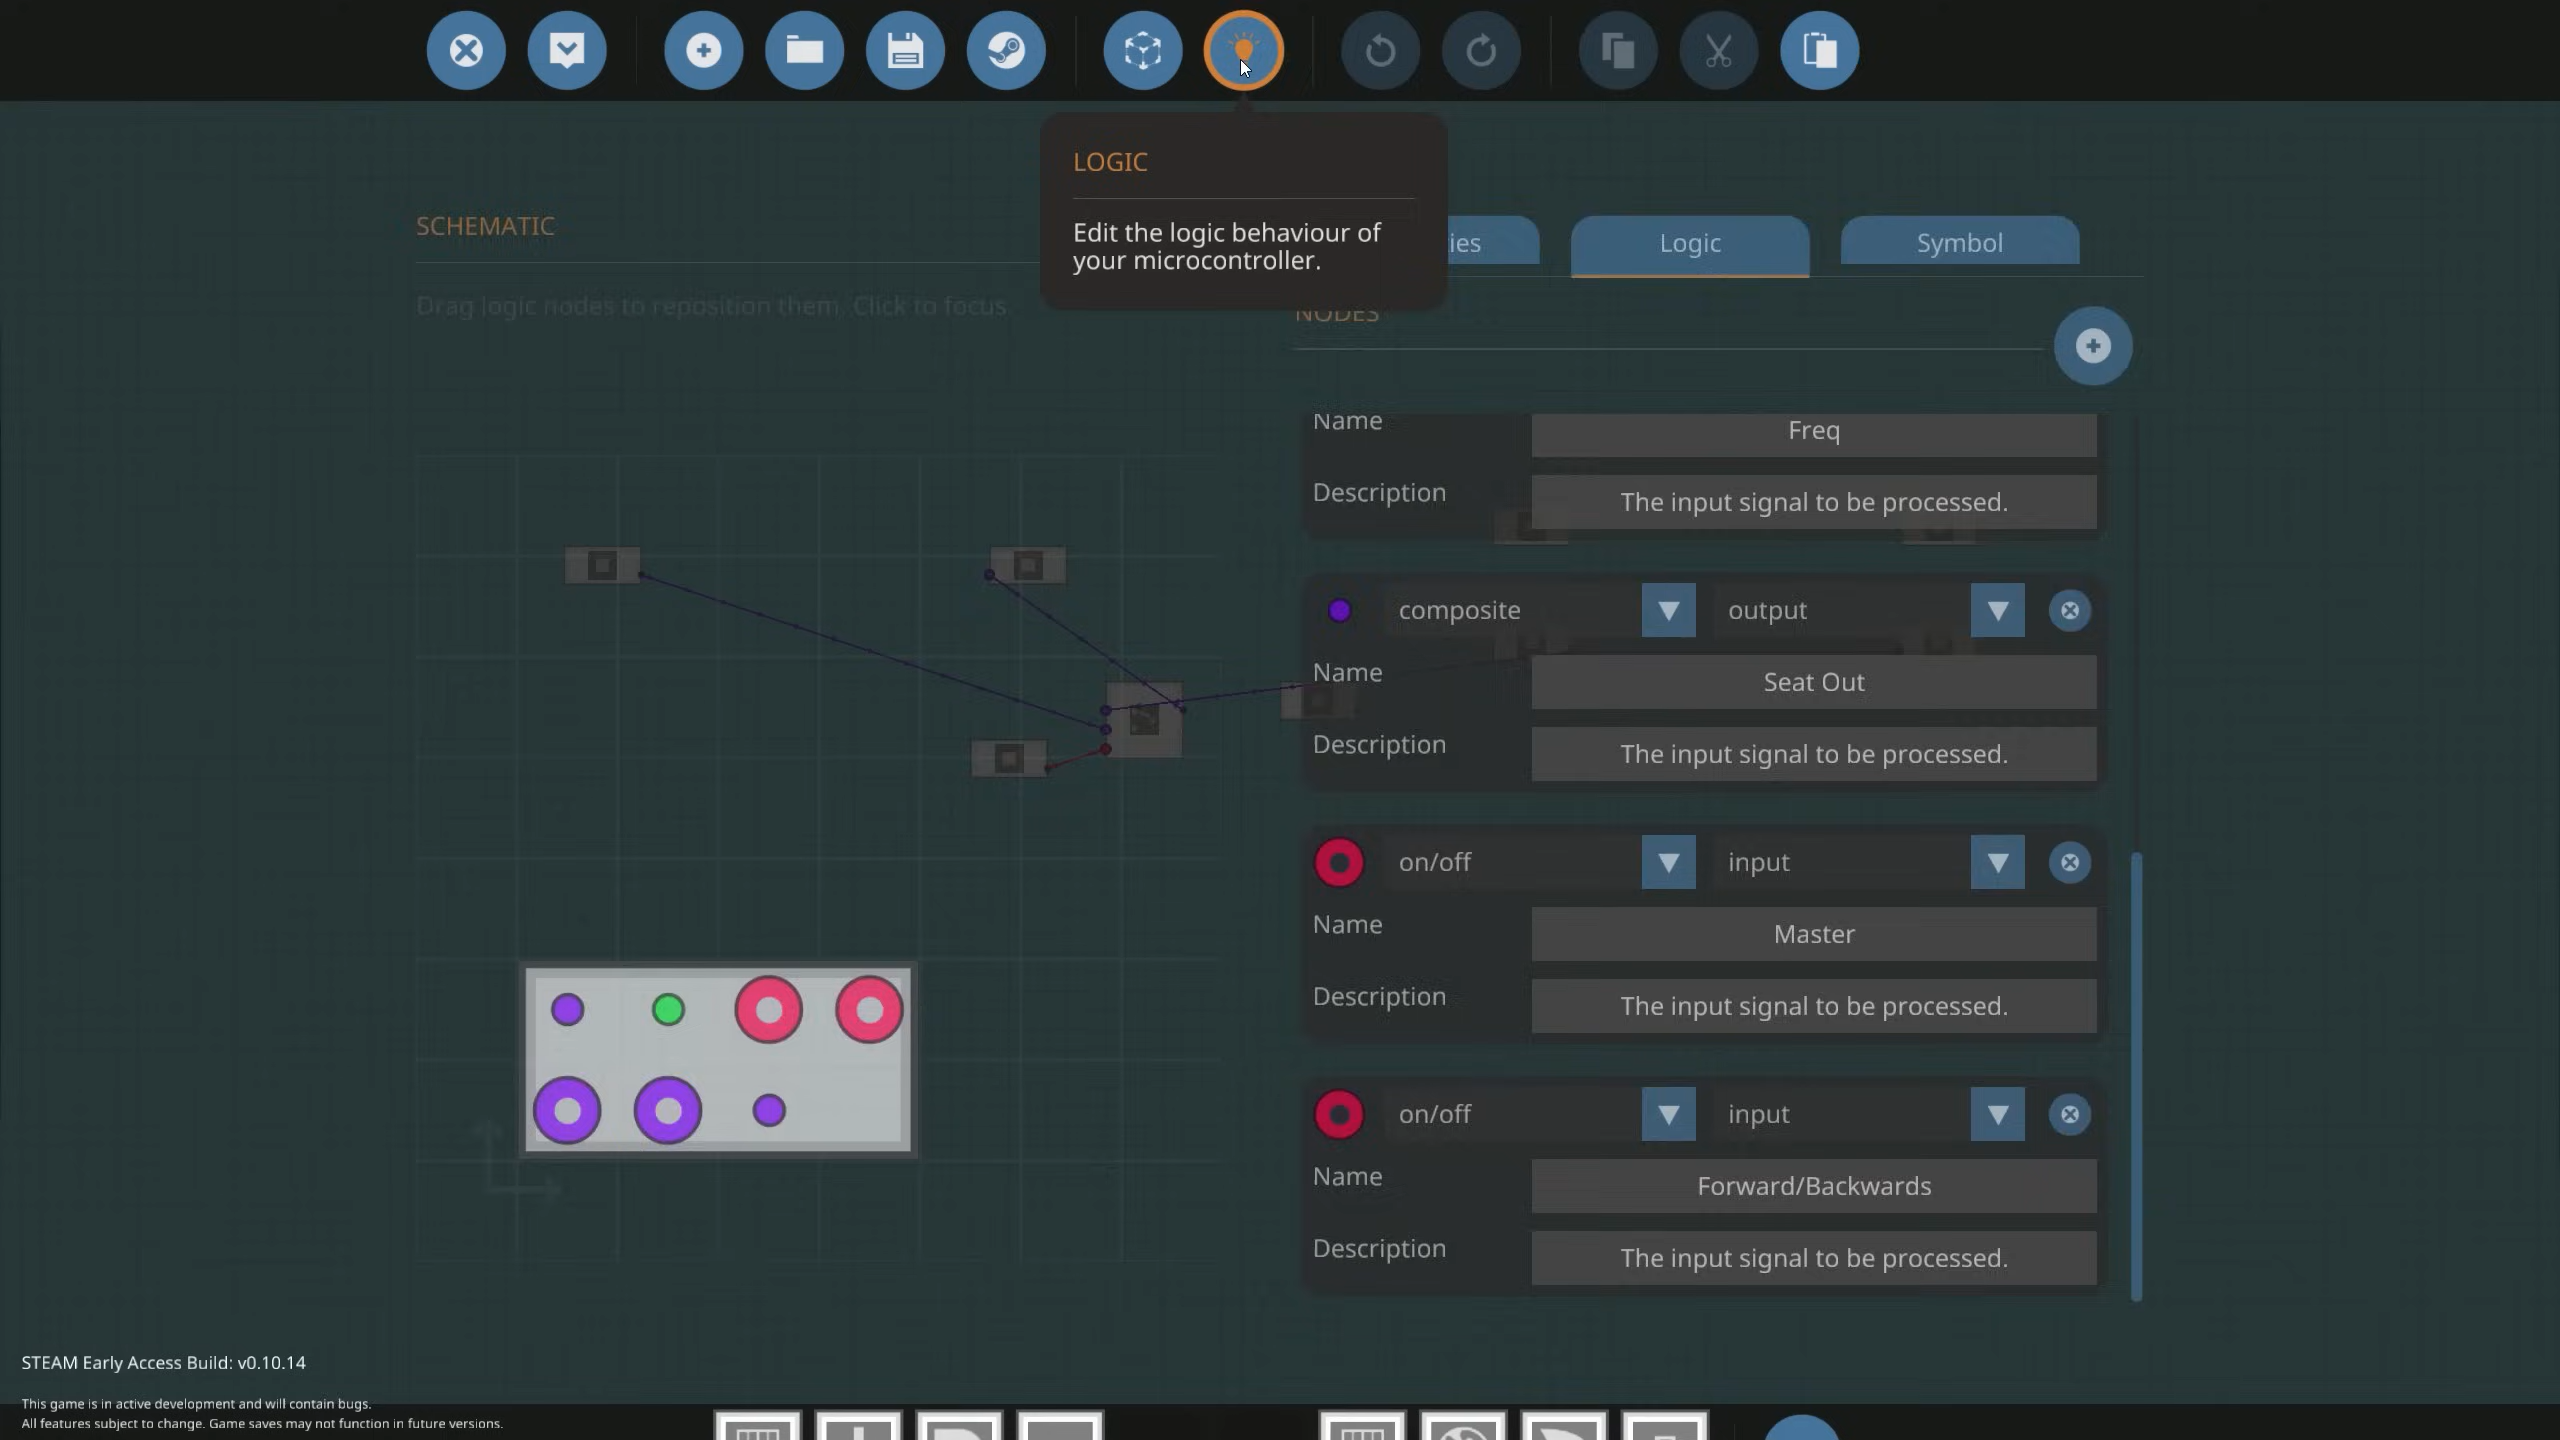 LOGIC
Edit the logic behaviour of
your microcontroller.
SCHEMATIC
Drag logic nodes to reposition them. Click to focus.
ies
Logic
Symbol
NODES
Name
Freq
Description
The input signal to be processed.
composite
output
Name
Seat Out
Description
The input signal to be processed.
on/off
input
Name
Master
Description
The input signal to be processed.
on/off
input
Name
Forward/Backwards
Description
The input signal to be processed.
STEAM Early Access Build: v0.10.14
This game is in active development and will contain bugs.
All features subject to change. Game saves may not function in future versions.